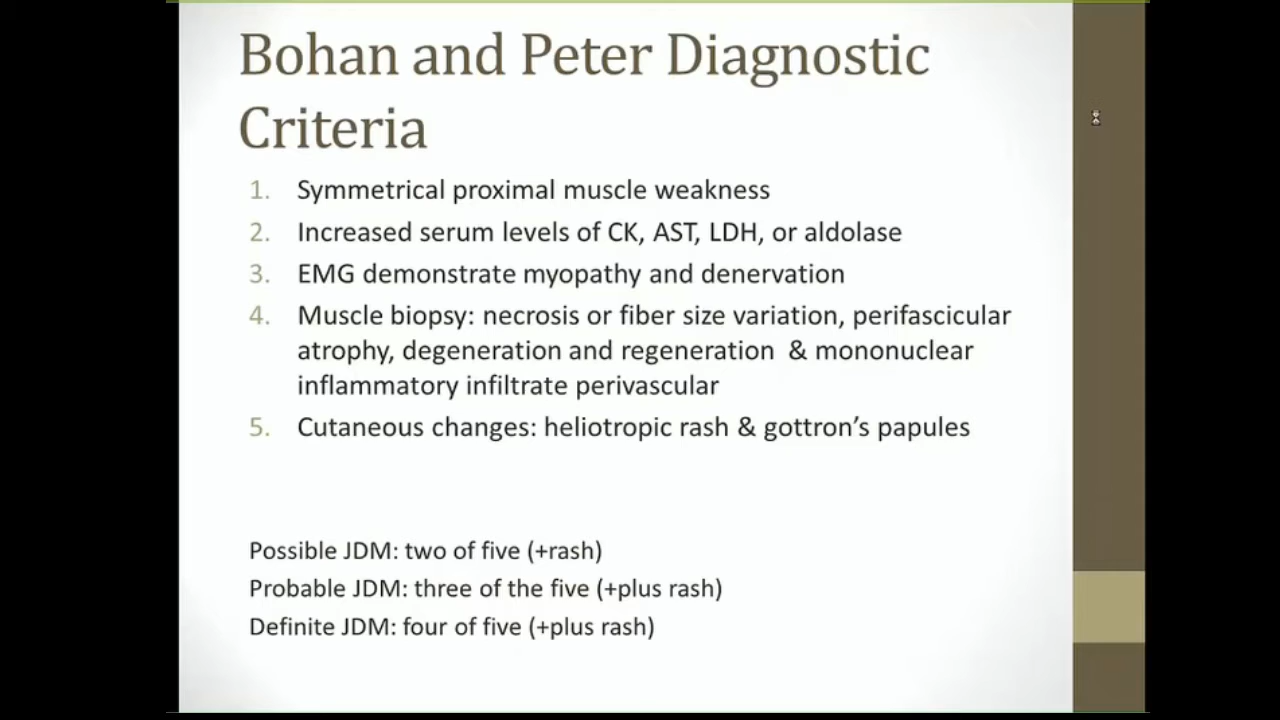 Bohan and Peter Diagnostic
Criteria
1. Symmetrical proximal muscle weakness
2. Increased serum levels of CK, AST, LDH, or aldolase
3. EMG demonstrate myopathy and denervation
4. Muscle biopsy: necrosis or fiber size variation, perifascicular
atrophy, degeneration and regeneration & mononuclear
inflammatory infiltrate perivascular
5. Cutaneous changes: heliotropic rash & gottron’s papules
Possible JDM: two of five (+rash)
Probable JDM: three of the five (+plus rash)
Definite JDM: four of five (+plus rash)